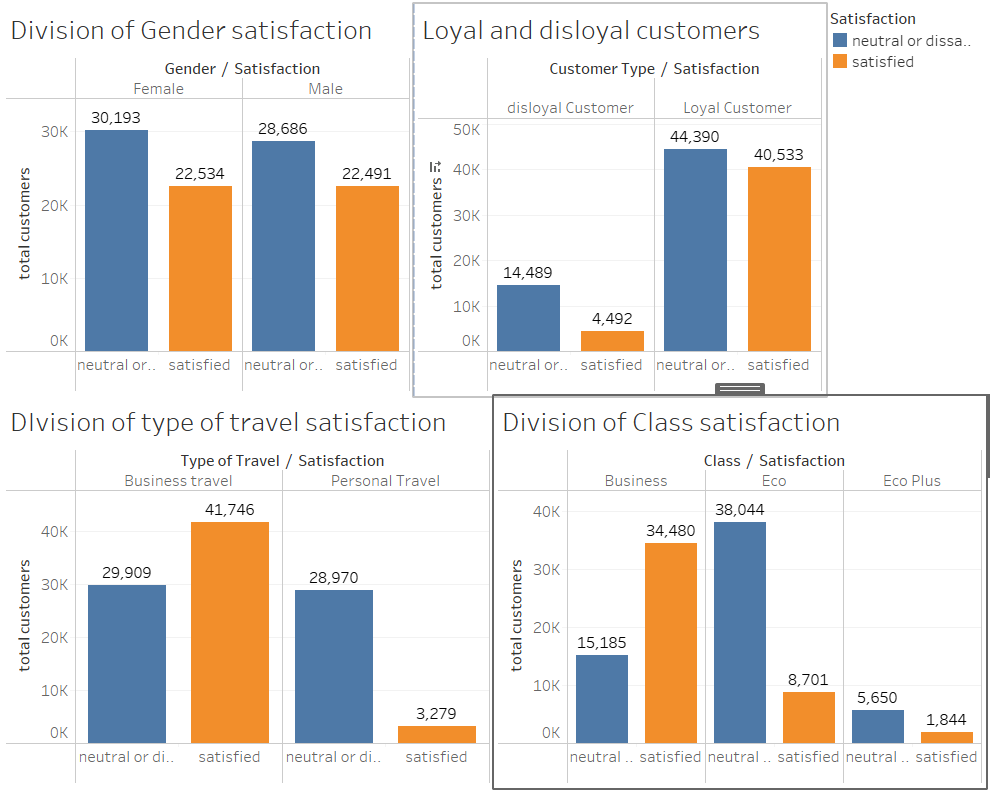 Division of Gender satisfaction
Gender / Satisfaction
Female Male
30K
20K
10K
0K
total customers
30,193
22,534
28,686
22,491
neutral or.. satisfied neutral or.. satisfied
Loyal and disloyal customers
Customer Type / Satisfaction
disloyal Customer Loyal Customer
50K
40K
30K
20K
10K
0K
total customers
14,489
4,492
44,390
40,533
neutral or.. satisfied neutral or.. satisfied
Satisfaction
neutral or dissa..
satisfied
DIvision of type of travel satisfaction
Type of Travel / Satisfaction
Business travel Personal Travel
40K
30K
20K
10K
0K
total customers
29,909
41,746
28,970
3,279
neutral or di.. satisfied neutral or di.. satisfied
Division of Class satisfaction
Class / Satisfaction
Business Eco Eco Plus
40K
30K
20K
10K
0K
total customers
15,185
34,480
38,044
8,701
5,650
1,844
neutral .. satisfied neutral .. satisfied neutral .. satisfied